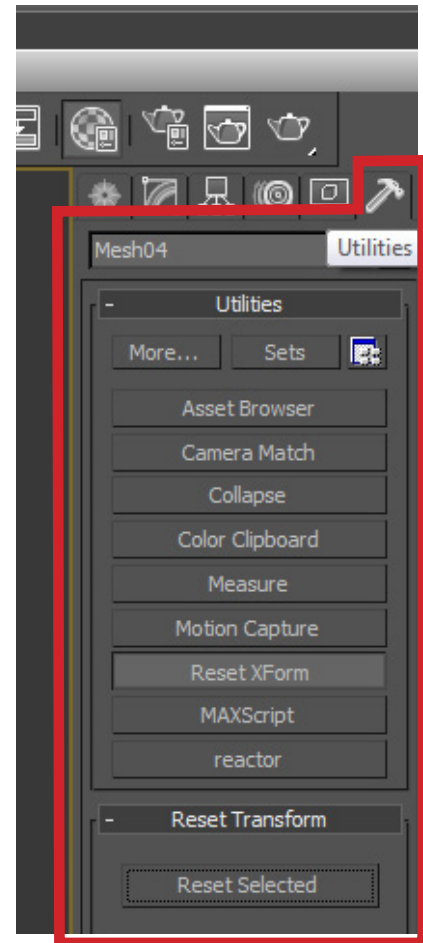 Mesh04
Utilities
- Utilities
More... Sets
Asset Browser
Camera Match
Collapse
Color Clipboard
Measure
Motion Capture
Reset XForm
MAXScript
reactor
- Reset Transform
Reset Selected